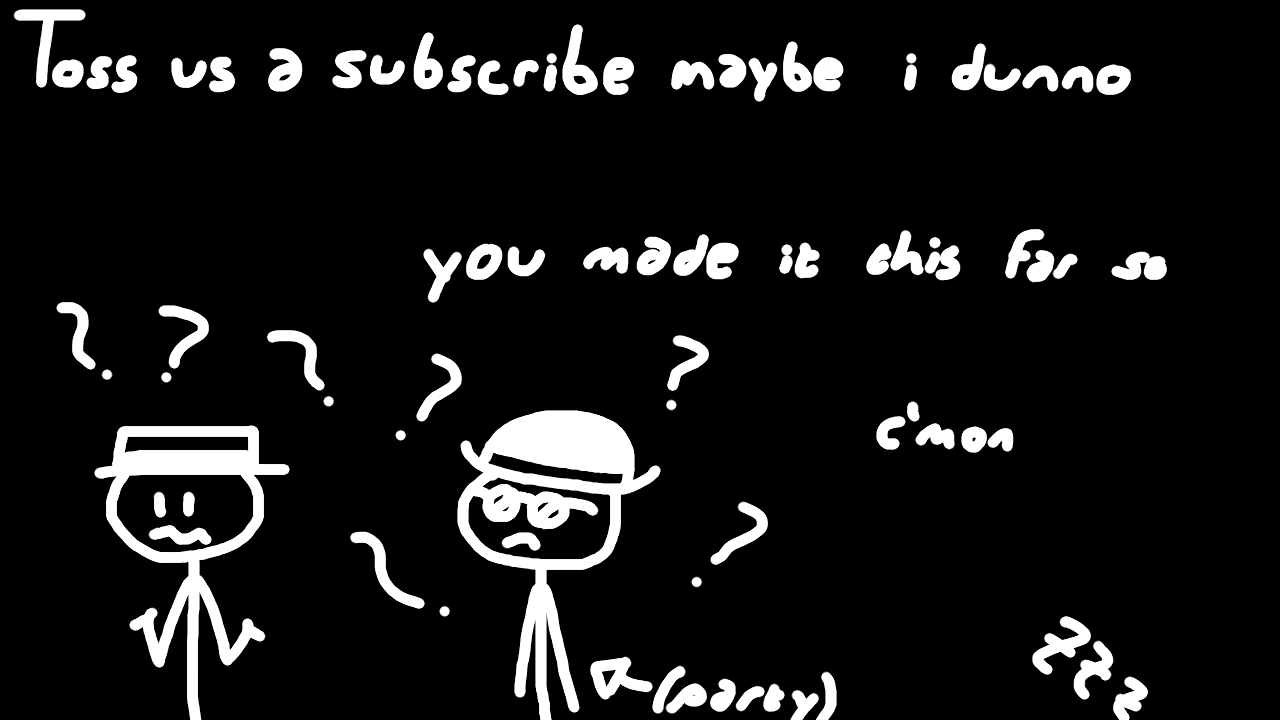 Toss us a subscribe maybe i dunno
you made it this far so
? ? ? ? ?
c'mon
? ?
zzz
(party)